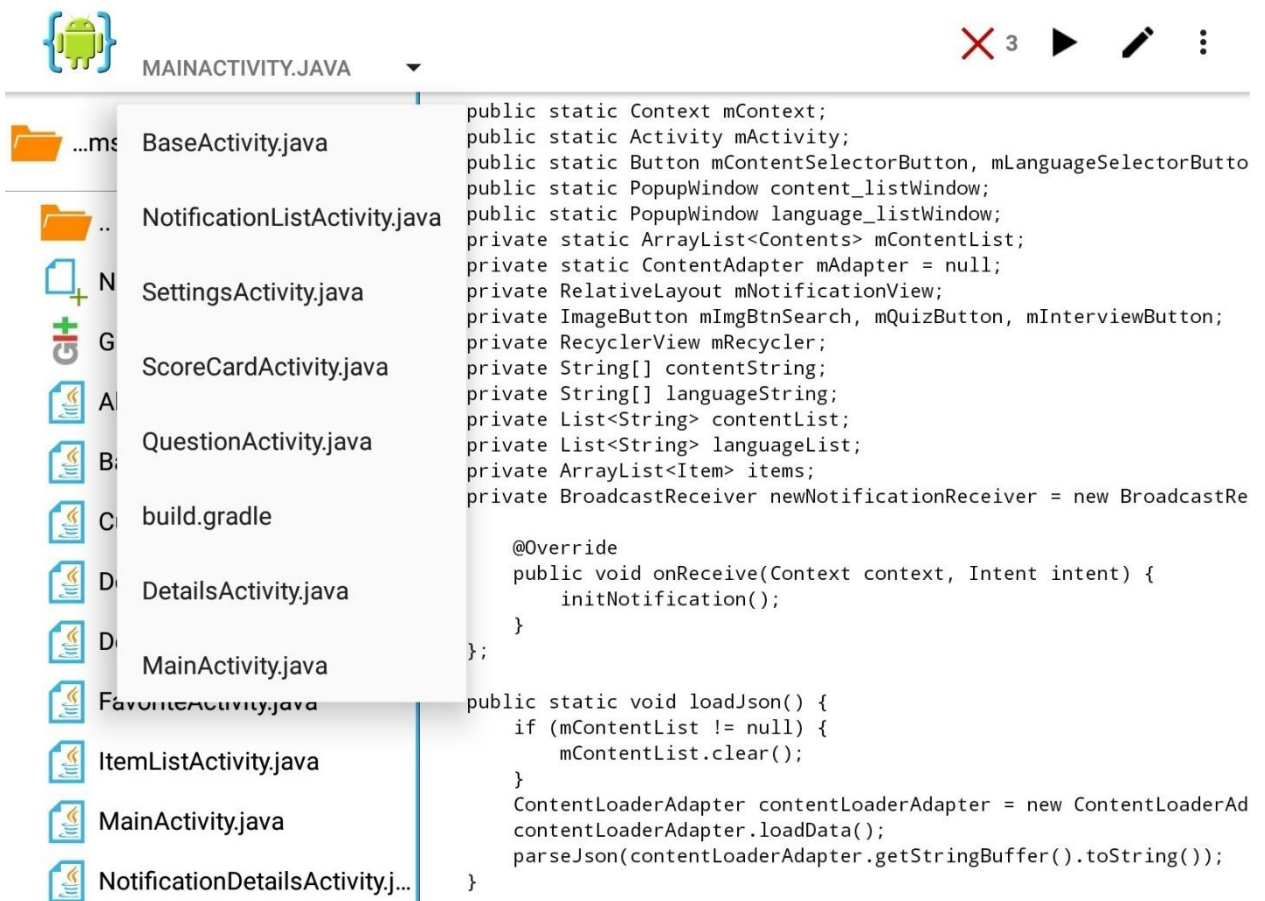 MAINACTIVITY.JAVA
3
...ms
BaseActivity.java
NotificationListActivity.java
SettingsActivity.java
ScoreCardActivity.java
QuestionActivity.java
build.gradle
DetailsActivity.java
MainActivity.java
..
N
Git
G
Ba
D
D
FavoriteActivity.java
ItemListActivity.java
MainActivity.java
NotificationDetailsActivity.j...
public static Context mContext;
public static Activity mActivity;
public static Button mContentSelectorButton, mLanguageSelectorButto
public static PopupWindow content_listWindow;
public static PopupWindow language_listWindow;
private static ArrayList<Contents> mContentList;
private static ContentAdapter mAdapter = null;
private RelativeLayout mNotificationView;
private ImageButton mImgBtnSearch, mQuizButton, mInterviewButton;
private RecyclerView mRecycler;
private String[] contentString;
private String[] languageString;
private List<String> contentList;
private List<String> languageList;
private ArrayList<Item> items;
private BroadcastReceiver newNotificationReceiver = new BroadcastRe
@Override
public void onReceive(Context context, Intent intent) {
initNotification();
}
};
public static void loadJson() {
if (mContentList != null) {
mContentList.clear();
}
ContentLoaderAdapter contentLoaderAdapter = new ContentLoaderAd
contentLoaderAdapter.loadData();
parseJson(contentLoaderAdapter.getStringBuffer().toString());
}